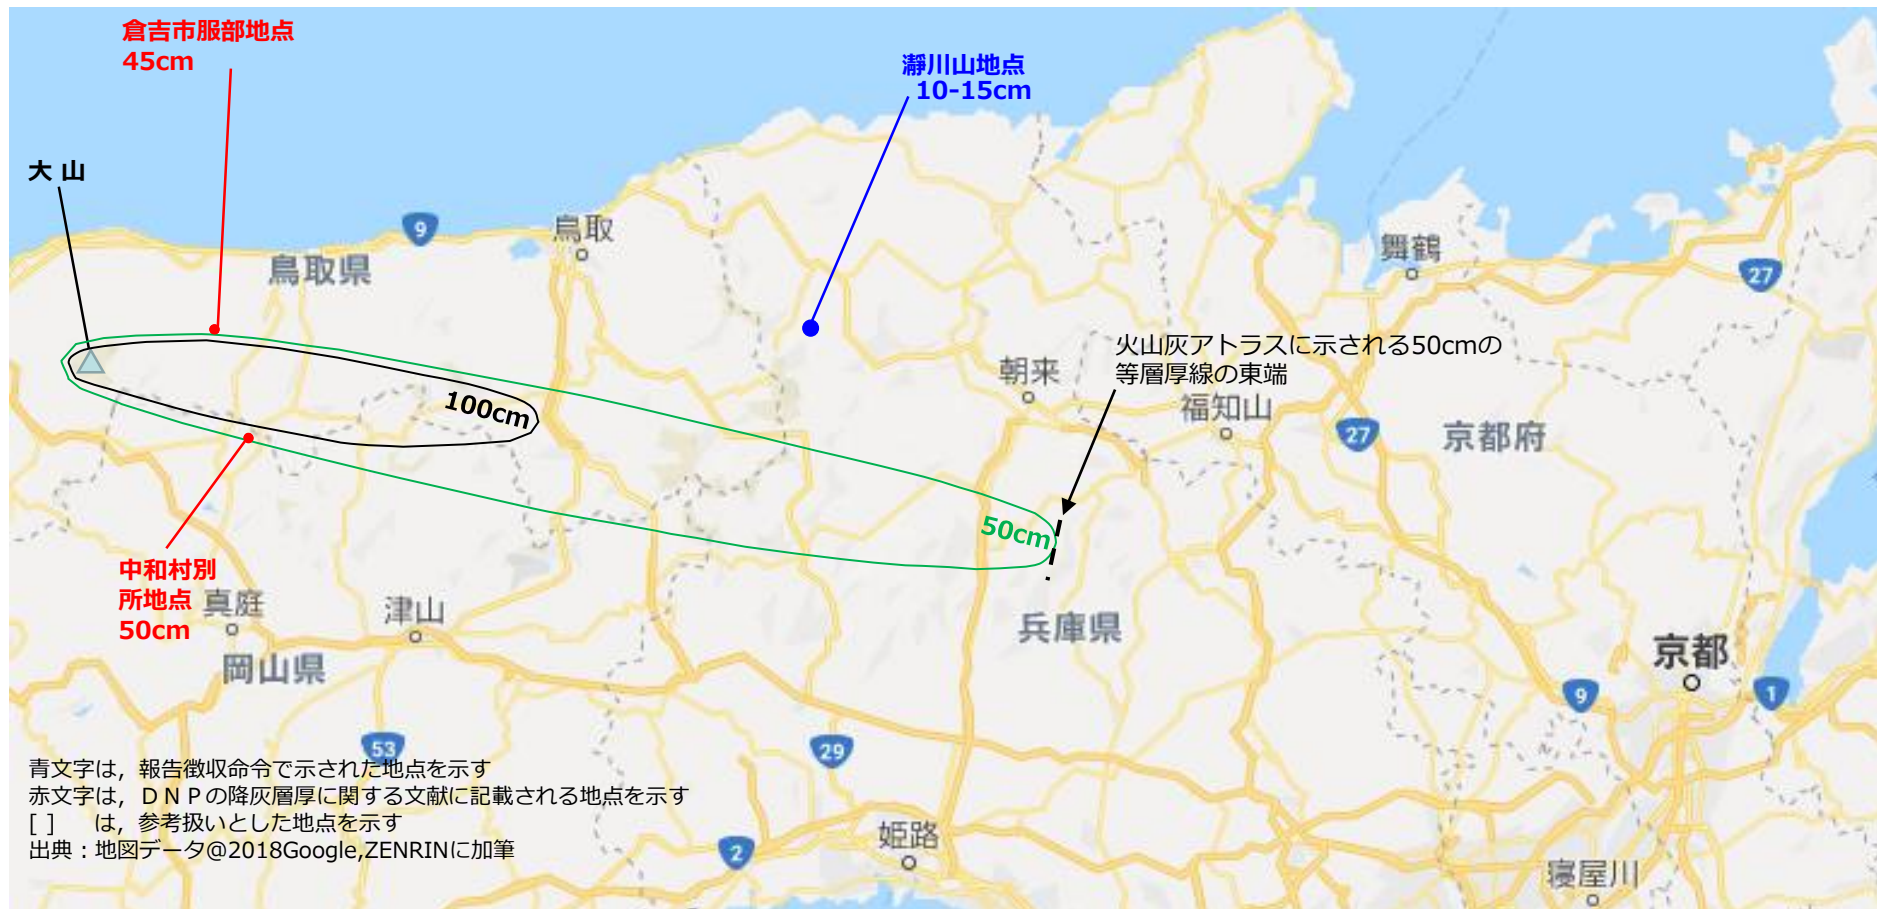 倉吉市服部地点
45cm
瀞川山地点
10-15cm
大 山
9
鳥取
鳥取県
舞鶴
27
火山灰アトラスに示される50cmの
等層厚線の東端
朝来
100cm
福知山
27
京都府
50cm
中和村別
所地点
50cm
真庭
津山
兵庫県
岡山県
京都
9
1
53
29
青文字は，報告徴収命令で示された地点を示す
赤文字は，ＤＮＰの降灰層厚に関する文献に記載される地点を示す
[ ]　は，参考扱いとした地点を示す
出典：地図データ@2018Google,ZENRINに加筆
姫路
2
寝屋川